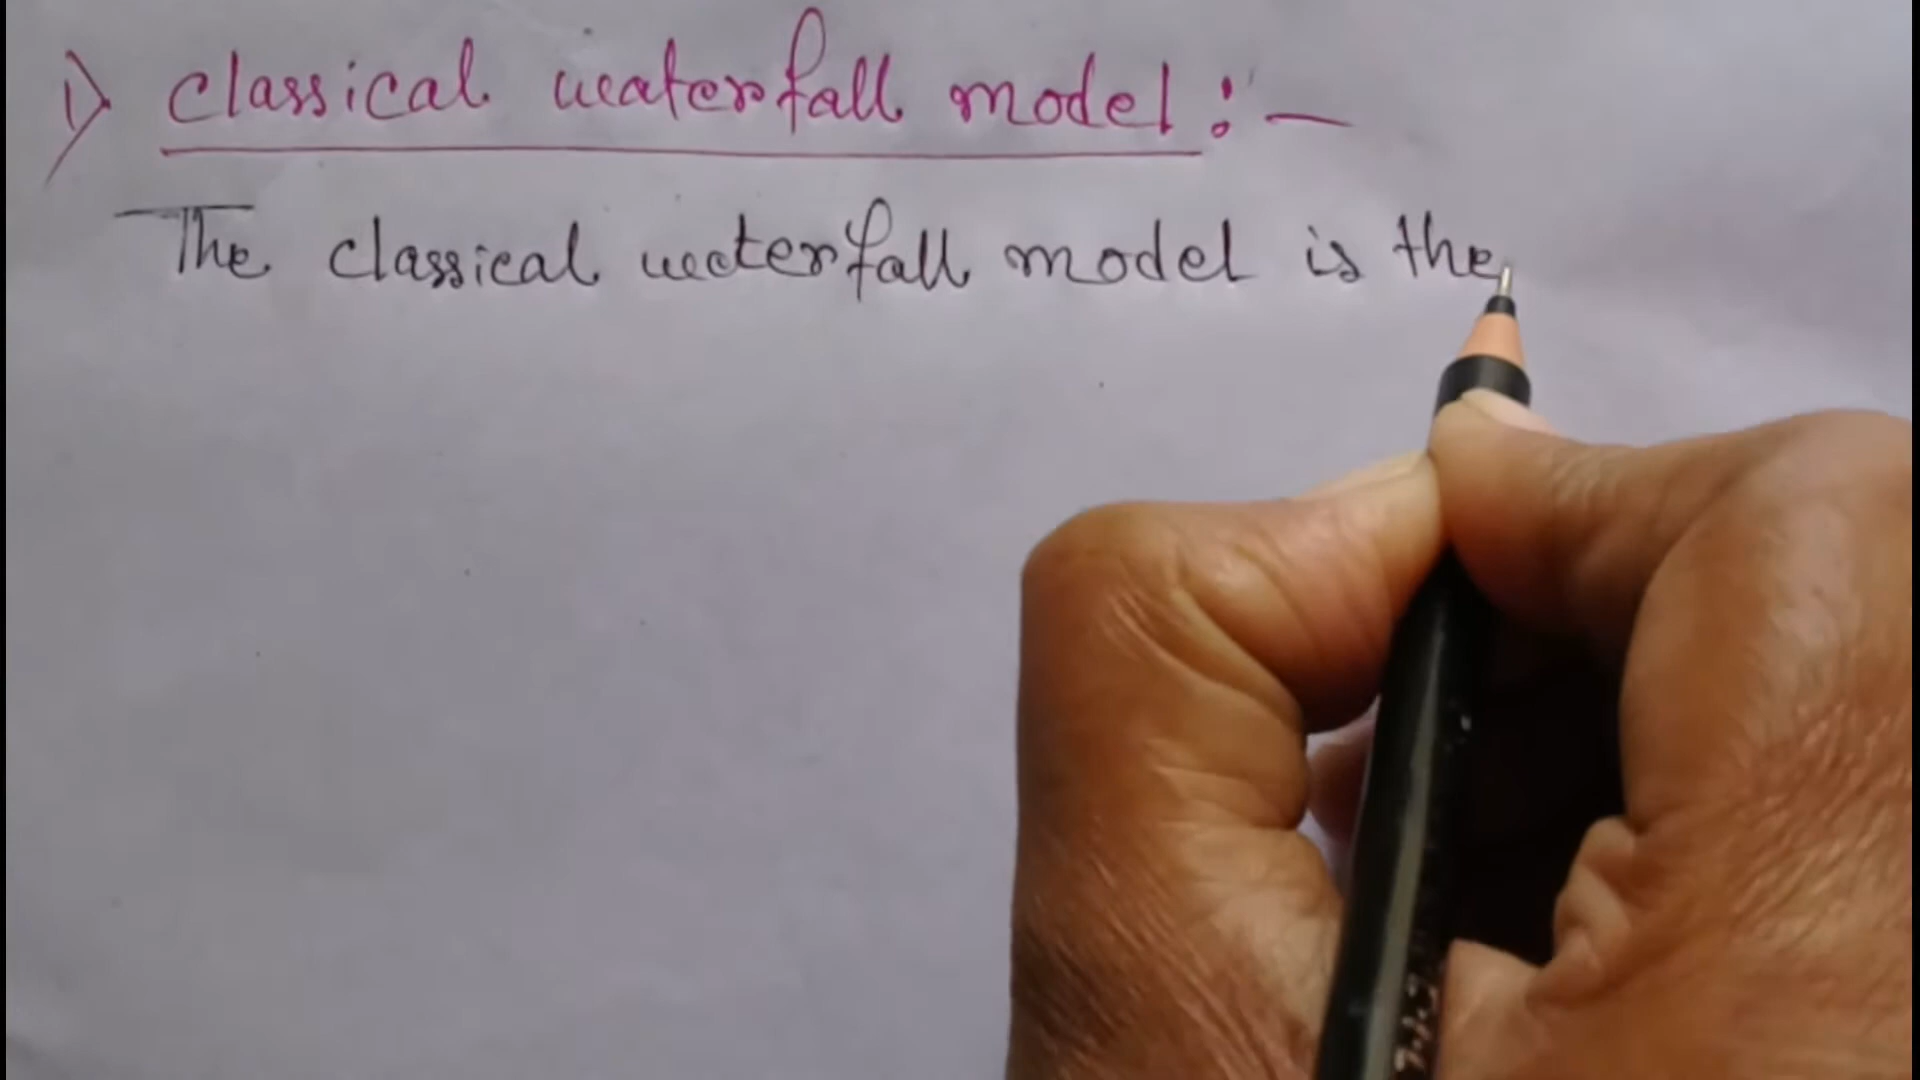 1) classical waterfall model :-
The classical waterfall model is the